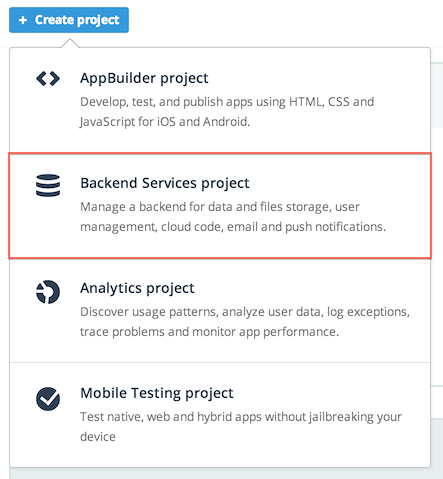 + Create project
AppBuilder project
Develop, test, and publish apps using HTML, CSS and
JavaScript for iOS and Android.
Backend Services project
Manage a backend for data and files storage, user
management, cloud code, email and push notifications.
Analytics project
Discover usage patterns, analyze user data, log exceptions,
trace problems and monitor app performance.
Mobile Testing project
Test native, web and hybrid apps without jailbreaking your
device